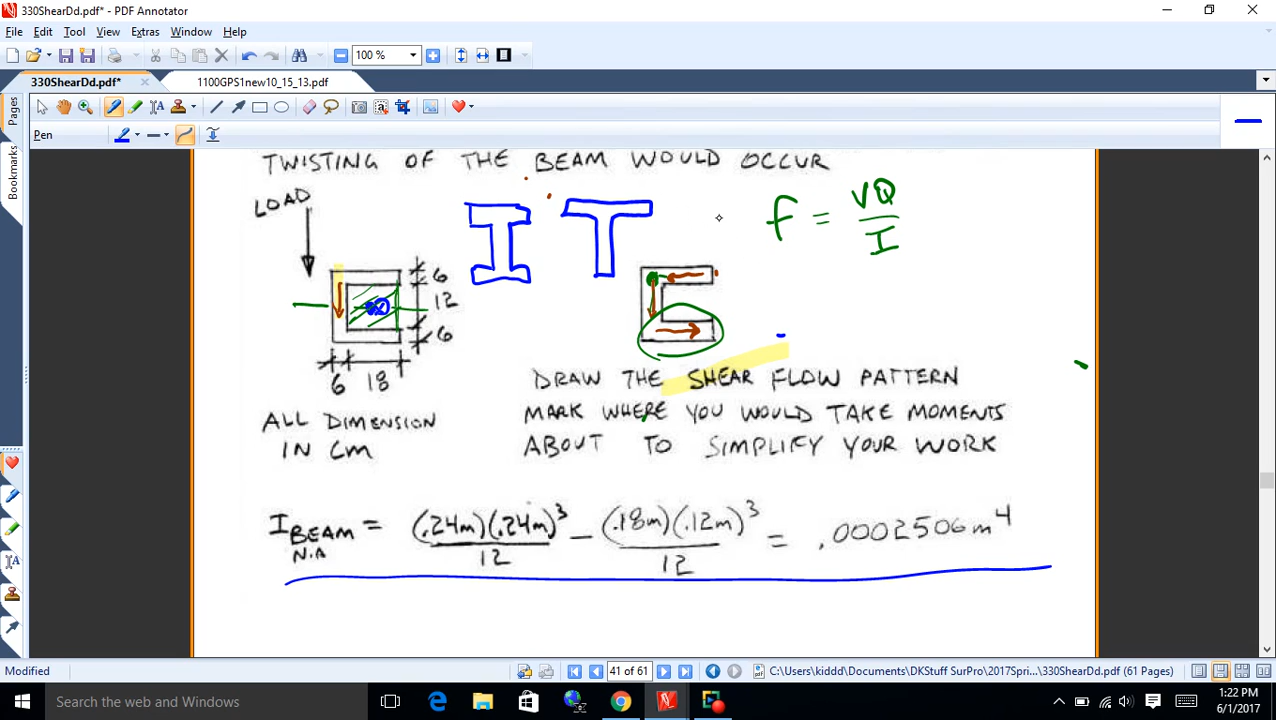 330ShearDd.pdf* - PDF Annotator
File Edit Tool View Extras Window Help
100 %
330ShearDd.pdf* 1100GPS1new10_15_13.pdf
Pen
Pages
Bookmarks
TWISTING OF THE BEAM WOULD OCCUR
LOAD
I T
f = VQ
I
6
12
6
6 18
ALL DIMENSION
IN CM
DRAW THE SHEAR FLOW PATTERN
MARK WHERE YOU WOULD TAKE MOMENTS
ABOUT TO SIMPLIFY YOUR WORK
I BEAM N.A = (.24m)(.24m)³ / 12 − (.18m)(.12m)³ / 12 = .0002506m⁴
Modified
41 of 61
C:\Users\kiddd\Documents\DKStuff SurPro\2017Spri...\330ShearDd.pdf (61 Pages)
Search the web and Windows
1:22 PM
6/1/2017